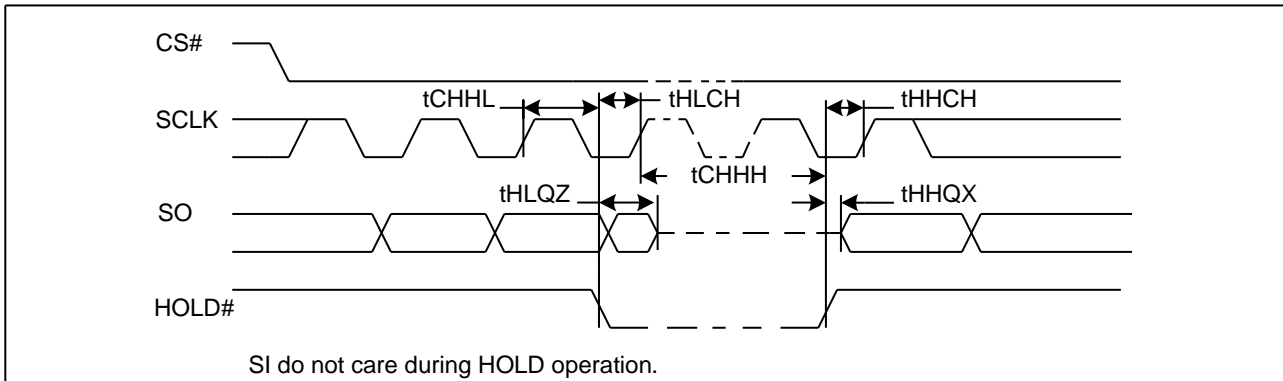 CS#
tCHHL
tHLCH
tHHCH
SCLK
tCHHH
tHLQZ
tHHQX
SO
HOLD#
SI do not care during HOLD operation.